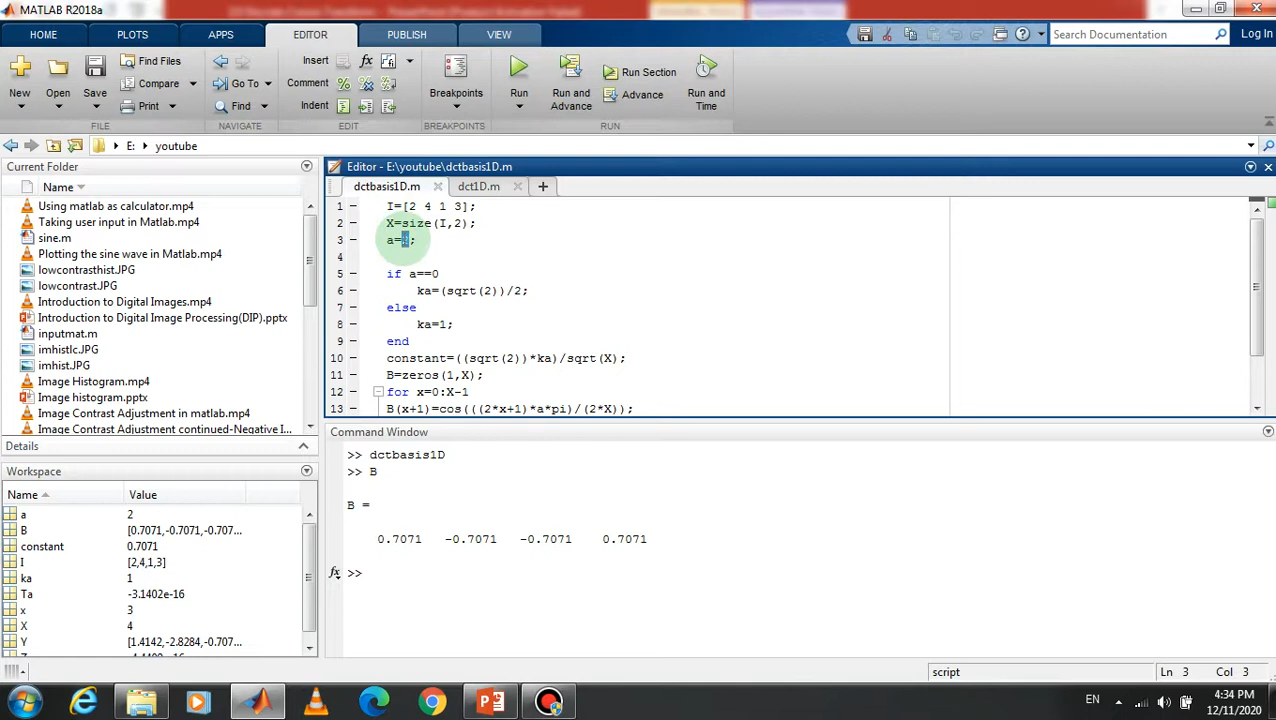 MATLAB R2018a
HOME
PLOTS
APPS
EDITOR
PUBLISH
VIEW
Search Documentation
Log In
New
Open
Save
Find Files
Compare
Print
Go To
Find
Insert
fx
Comment
%
Indent
Breakpoints
Run
Run and Advance
Run Section
Advance
Run and Time
FILE
NAVIGATE
EDIT
BREAKPOINTS
RUN
E:
youtube
Current Folder
Name
Using matlab as calculator.mp4
Taking user input in Matlab.mp4
sine.m
Plotting the sine wave in Matlab.mp4
lowcontrasthist.JPG
lowcontrast.JPG
Introduction to Digital Images.mp4
Introduction to Digital Image Processing(DIP).pptx
inputmat.m
imhistlc.JPG
imhist.JPG
Image Histogram.mp4
Image histogram.pptx
Image Contrast Adjustment in matlab.mp4
Image Contrast Adjustment continued-Negative I...
Details
Workspace
Name Value
a 2
B [0.7071,-0.7071,-0.707...
constant 0.7071
I [2,4,1,3]
ka 1
Ta -3.1402e-16
x 3
X 4
Y [1.4142,-2.8284,-0.707...
Editor - E:\youtube\dctbasis1D.m
dctbasis1D.m
dct1D.m
1 I=[2 4 1 3];
2 X=size(I,2);
3 a= ;
4
5 if a==0
6 ka=(sqrt(2))/2;
7 else
8 ka=1;
9 end
10 constant=((sqrt(2))*ka)/sqrt(X);
11 B=zeros(1,X);
12 for x=0:X-1
13 B(x+1)=cos(((2*x+1)*a*pi)/(2*X));
Command Window
>> dctbasis1D
>> B
B =
0.7071 -0.7071 -0.7071 0.7071
fx >>
script
Ln 3 Col 3
EN
4:34 PM
12/11/2020